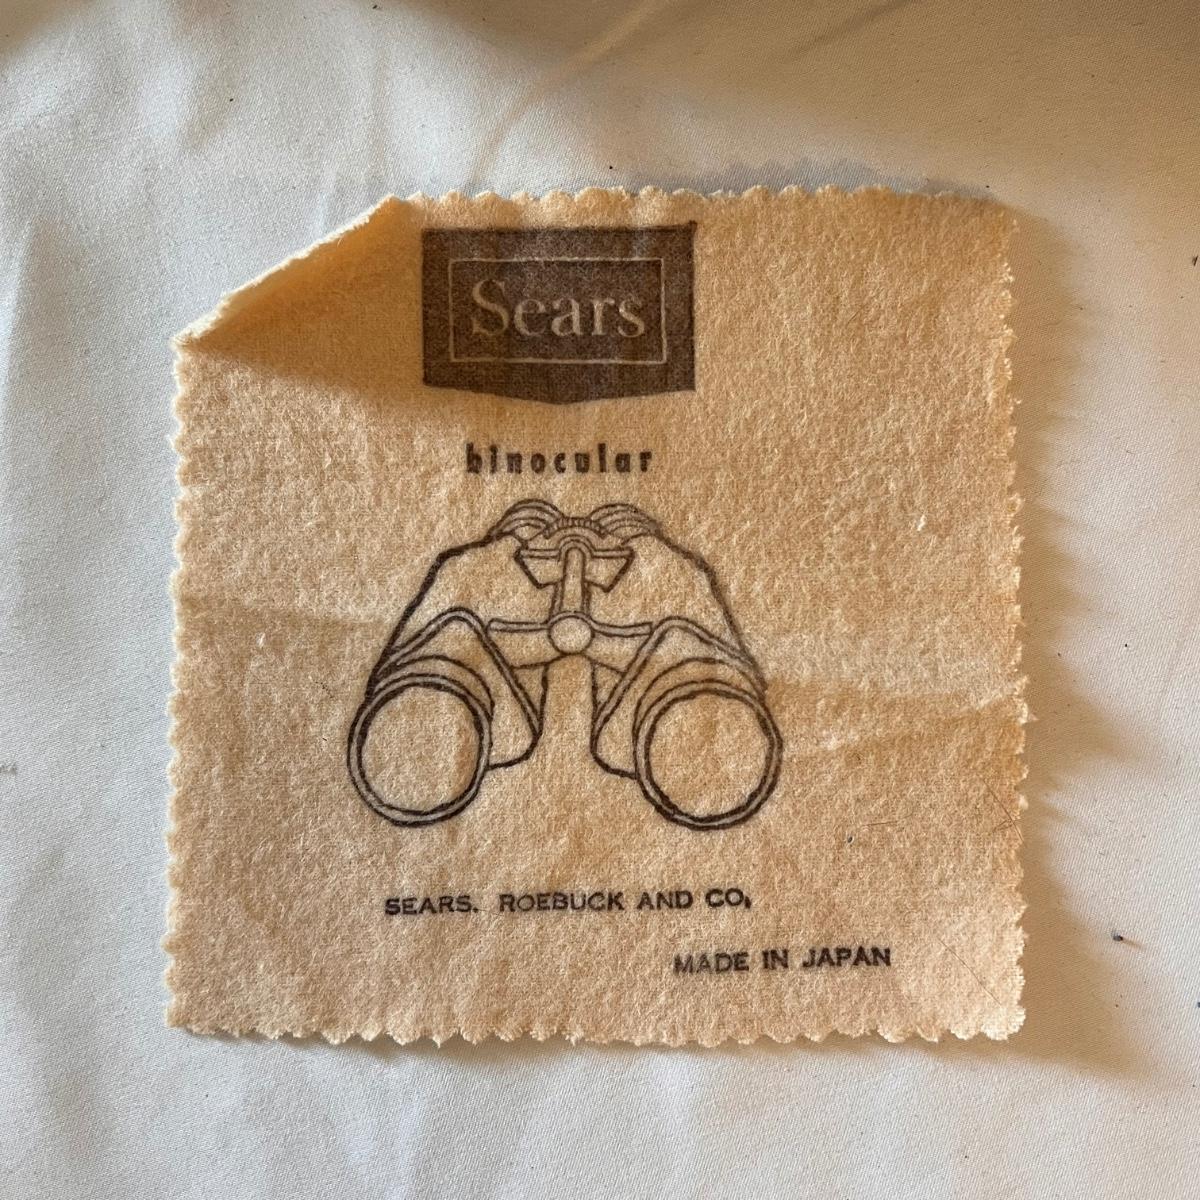 Sears
binocular
SEARS. ROEBUCK AND CO.
MADE IN JAPAN